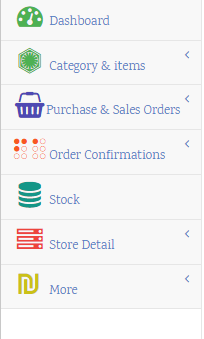 Dashboard
Category & items
Purchase & Sales Orders
Order Confirmations
Stock
Store Detail
More